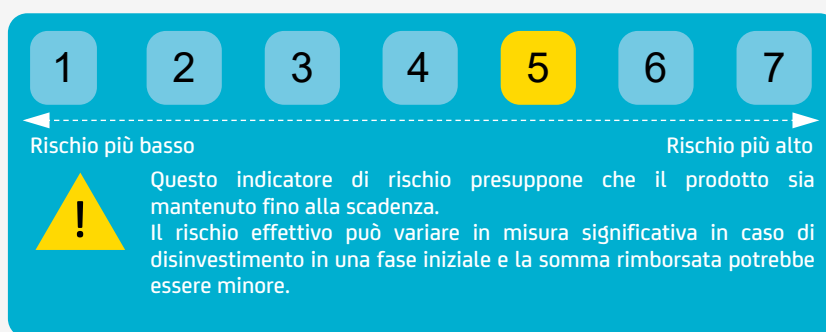 1 2 3 4 5 6 7
Rischio più basso Rischio più alto
Questo indicatore di rischio presuppone che il prodotto sia
mantenuto fino alla scadenza.
Il rischio effettivo può variare in misura significativa in caso di
disinvestimento in una fase iniziale e la somma rimborsata potrebbe
essere minore.
!